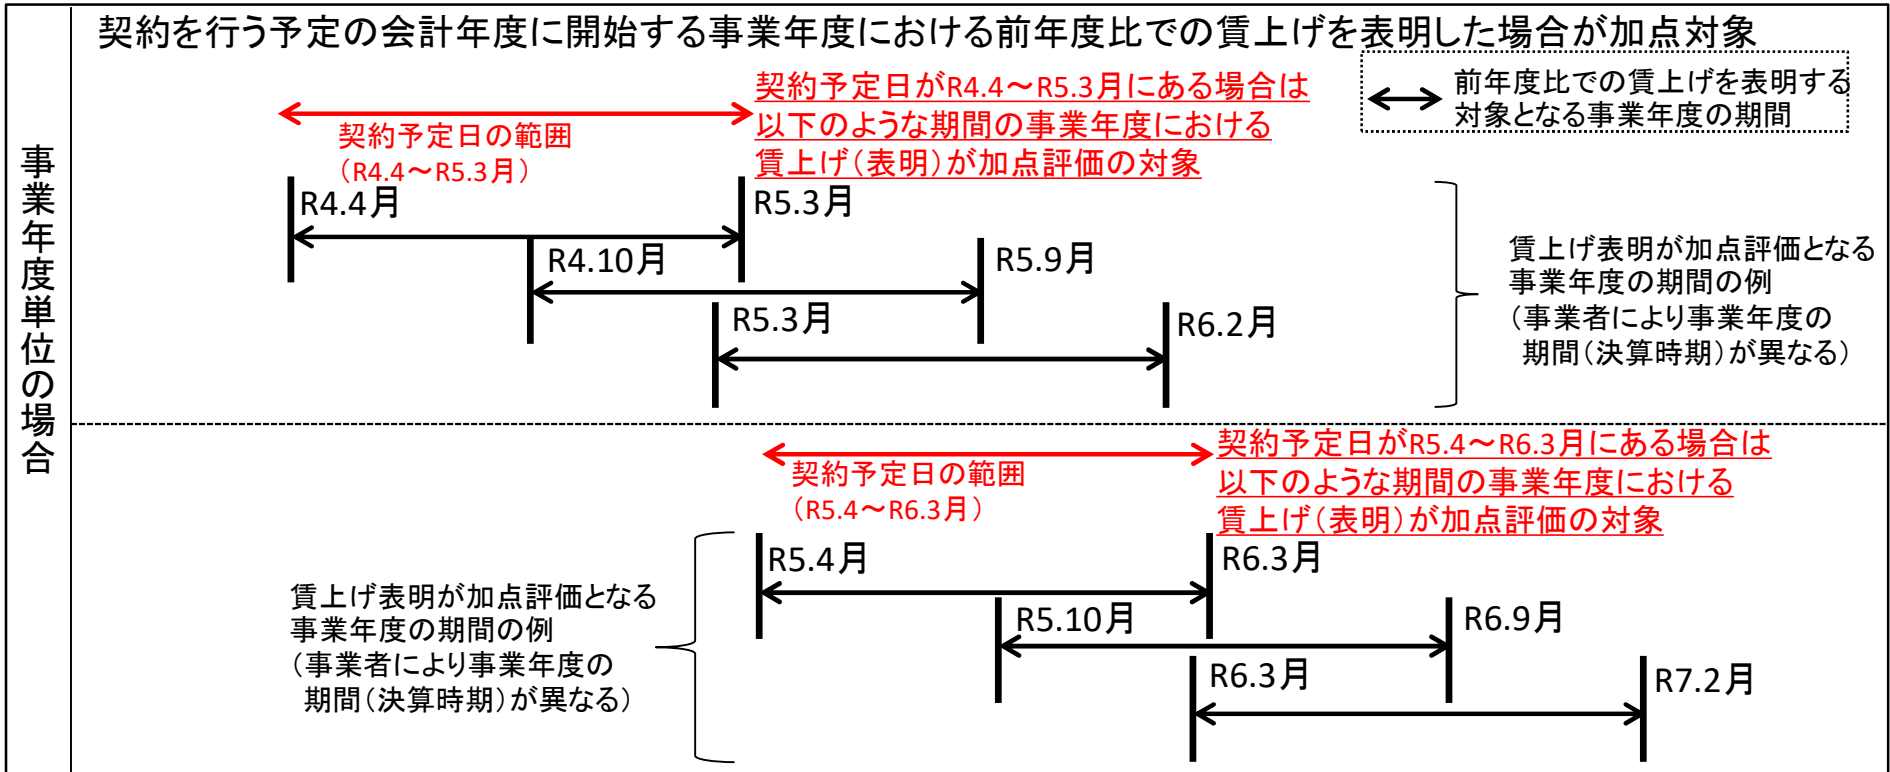 契約を行う予定の会計年度に開始する事業年度における前年度比での賃上げを表明した場合が加点対象
事業年度単位の場合
前年度比での賃上げを表明する
対象となる事業年度の期間
契約予定日の範囲
（R4.4～R5.3月）
契約予定日がR4.4～R5.3月にある場合は
以下のような期間の事業年度における
賃上げ（表明）が加点評価の対象
R4.4月
R5.3月
R4.10月
R5.9月
R5.3月
R6.2月
賃上げ表明が加点評価となる
事業年度の期間の例
（事業者により事業年度の
期間（決算時期）が異なる）
契約予定日の範囲
（R5.4～R6.3月）
契約予定日がR5.4～R6.3月にある場合は
以下のような期間の事業年度における
賃上げ（表明）が加点評価の対象
賃上げ表明が加点評価となる
事業年度の期間の例
（事業者により事業年度の
期間（決算時期）が異なる）
R5.4月
R6.3月
R5.10月
R6.9月
R6.3月
R7.2月